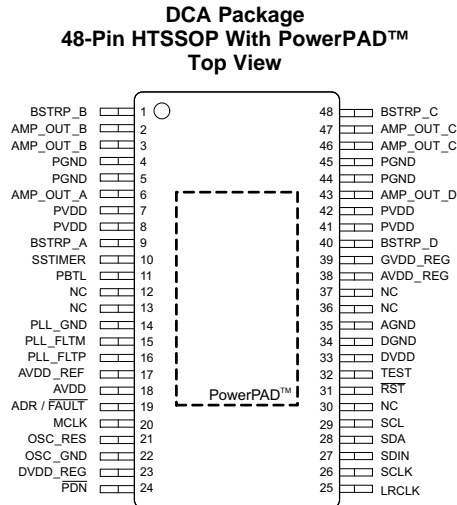 DCA Package
48-Pin HTSSOP With PowerPAD™
Top View
BSTRP_B 1 48 BSTRP_C
AMP_OUT_B 2 47 AMP_OUT_C
AMP_OUT_B 3 46 AMP_OUT_C
PGND 4 45 PGND
PGND 5 44 PGND
AMP_OUT_A 6 43 AMP_OUT_D
PVDD 7 42 PVDD
PVDD 8 41 PVDD
BSTRP_A 9 40 BSTRP_D
SSTIMER 10 39 GVDD_REG
PBTL 11 38 AVDD_REG
NC 12 37 NC
NC 13 36 NC
PLL_GND 14 35 AGND
PLL_FLTM 15 34 DGND
PLL_FLTP 16 33 DVDD
AVDD_REF 17 32 TEST
AVDD 18 PowerPAD™ 31 RST
ADR / FAULT 19 30 NC
MCLK 20 29 SCL
OSC_RES 21 28 SDA
OSC_GND 22 27 SDIN
DVDD_REG 23 26 SCLK
PDN 24 25 LRCLK